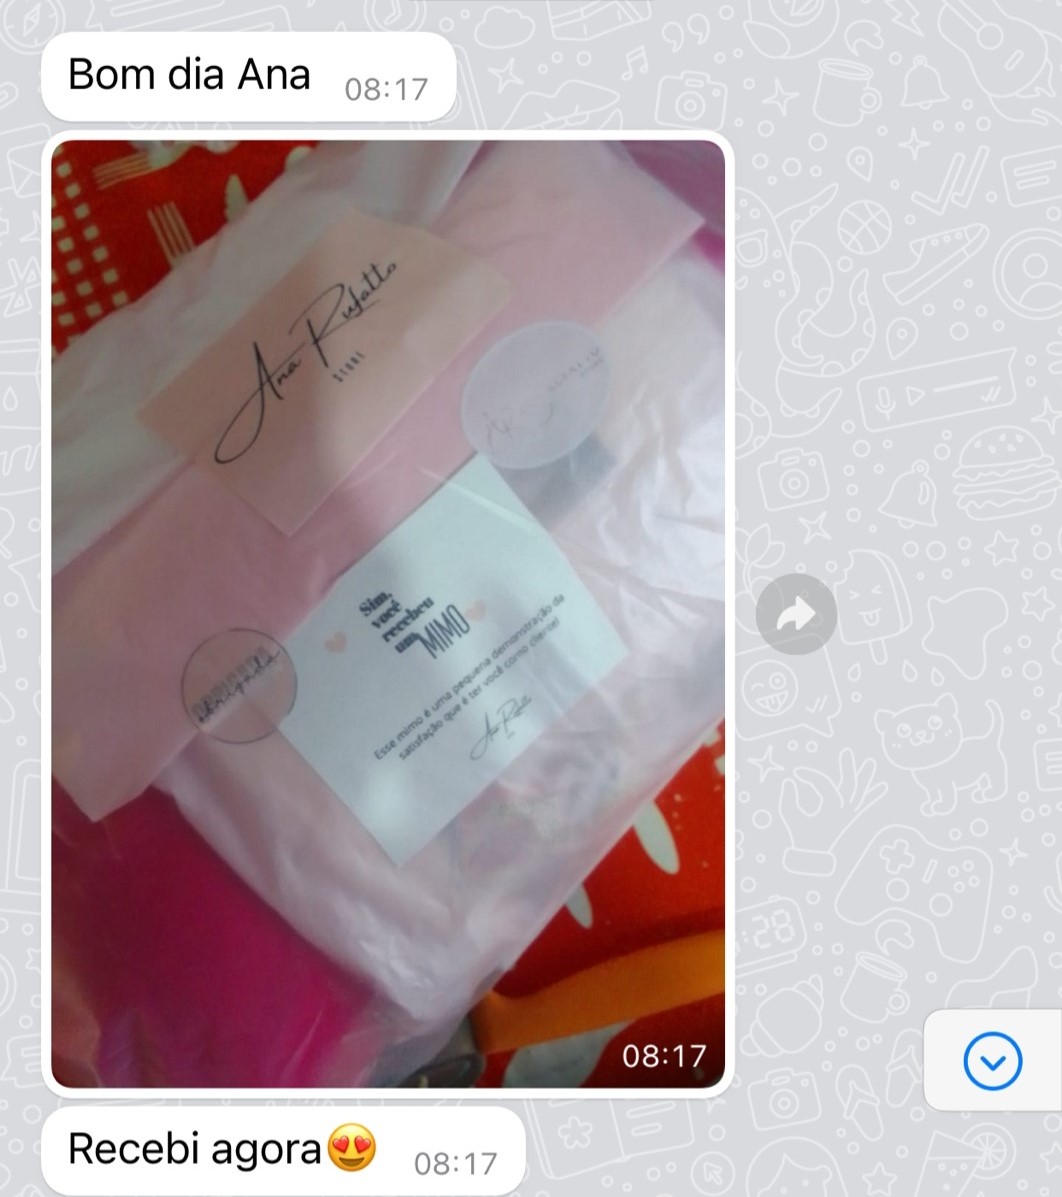 Bom dia Ana 08:17
Ana Rufatto
Sim,
você
recebeu
um MIMO
Esse mimo é uma pequena demonstração da
satisfação que é ter você como cliente!
08:17
Recebi agora😍 08:17